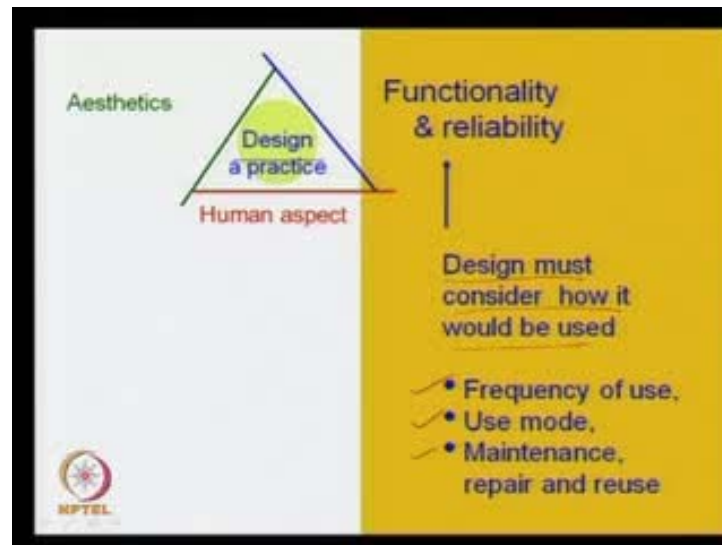 Aesthetics
Design
a practice
Human aspect
Functionality
& reliability
Design must
consider how it
would be used
• Frequency of use,
• Use mode,
• Maintenance,
repair and reuse
NPTEL